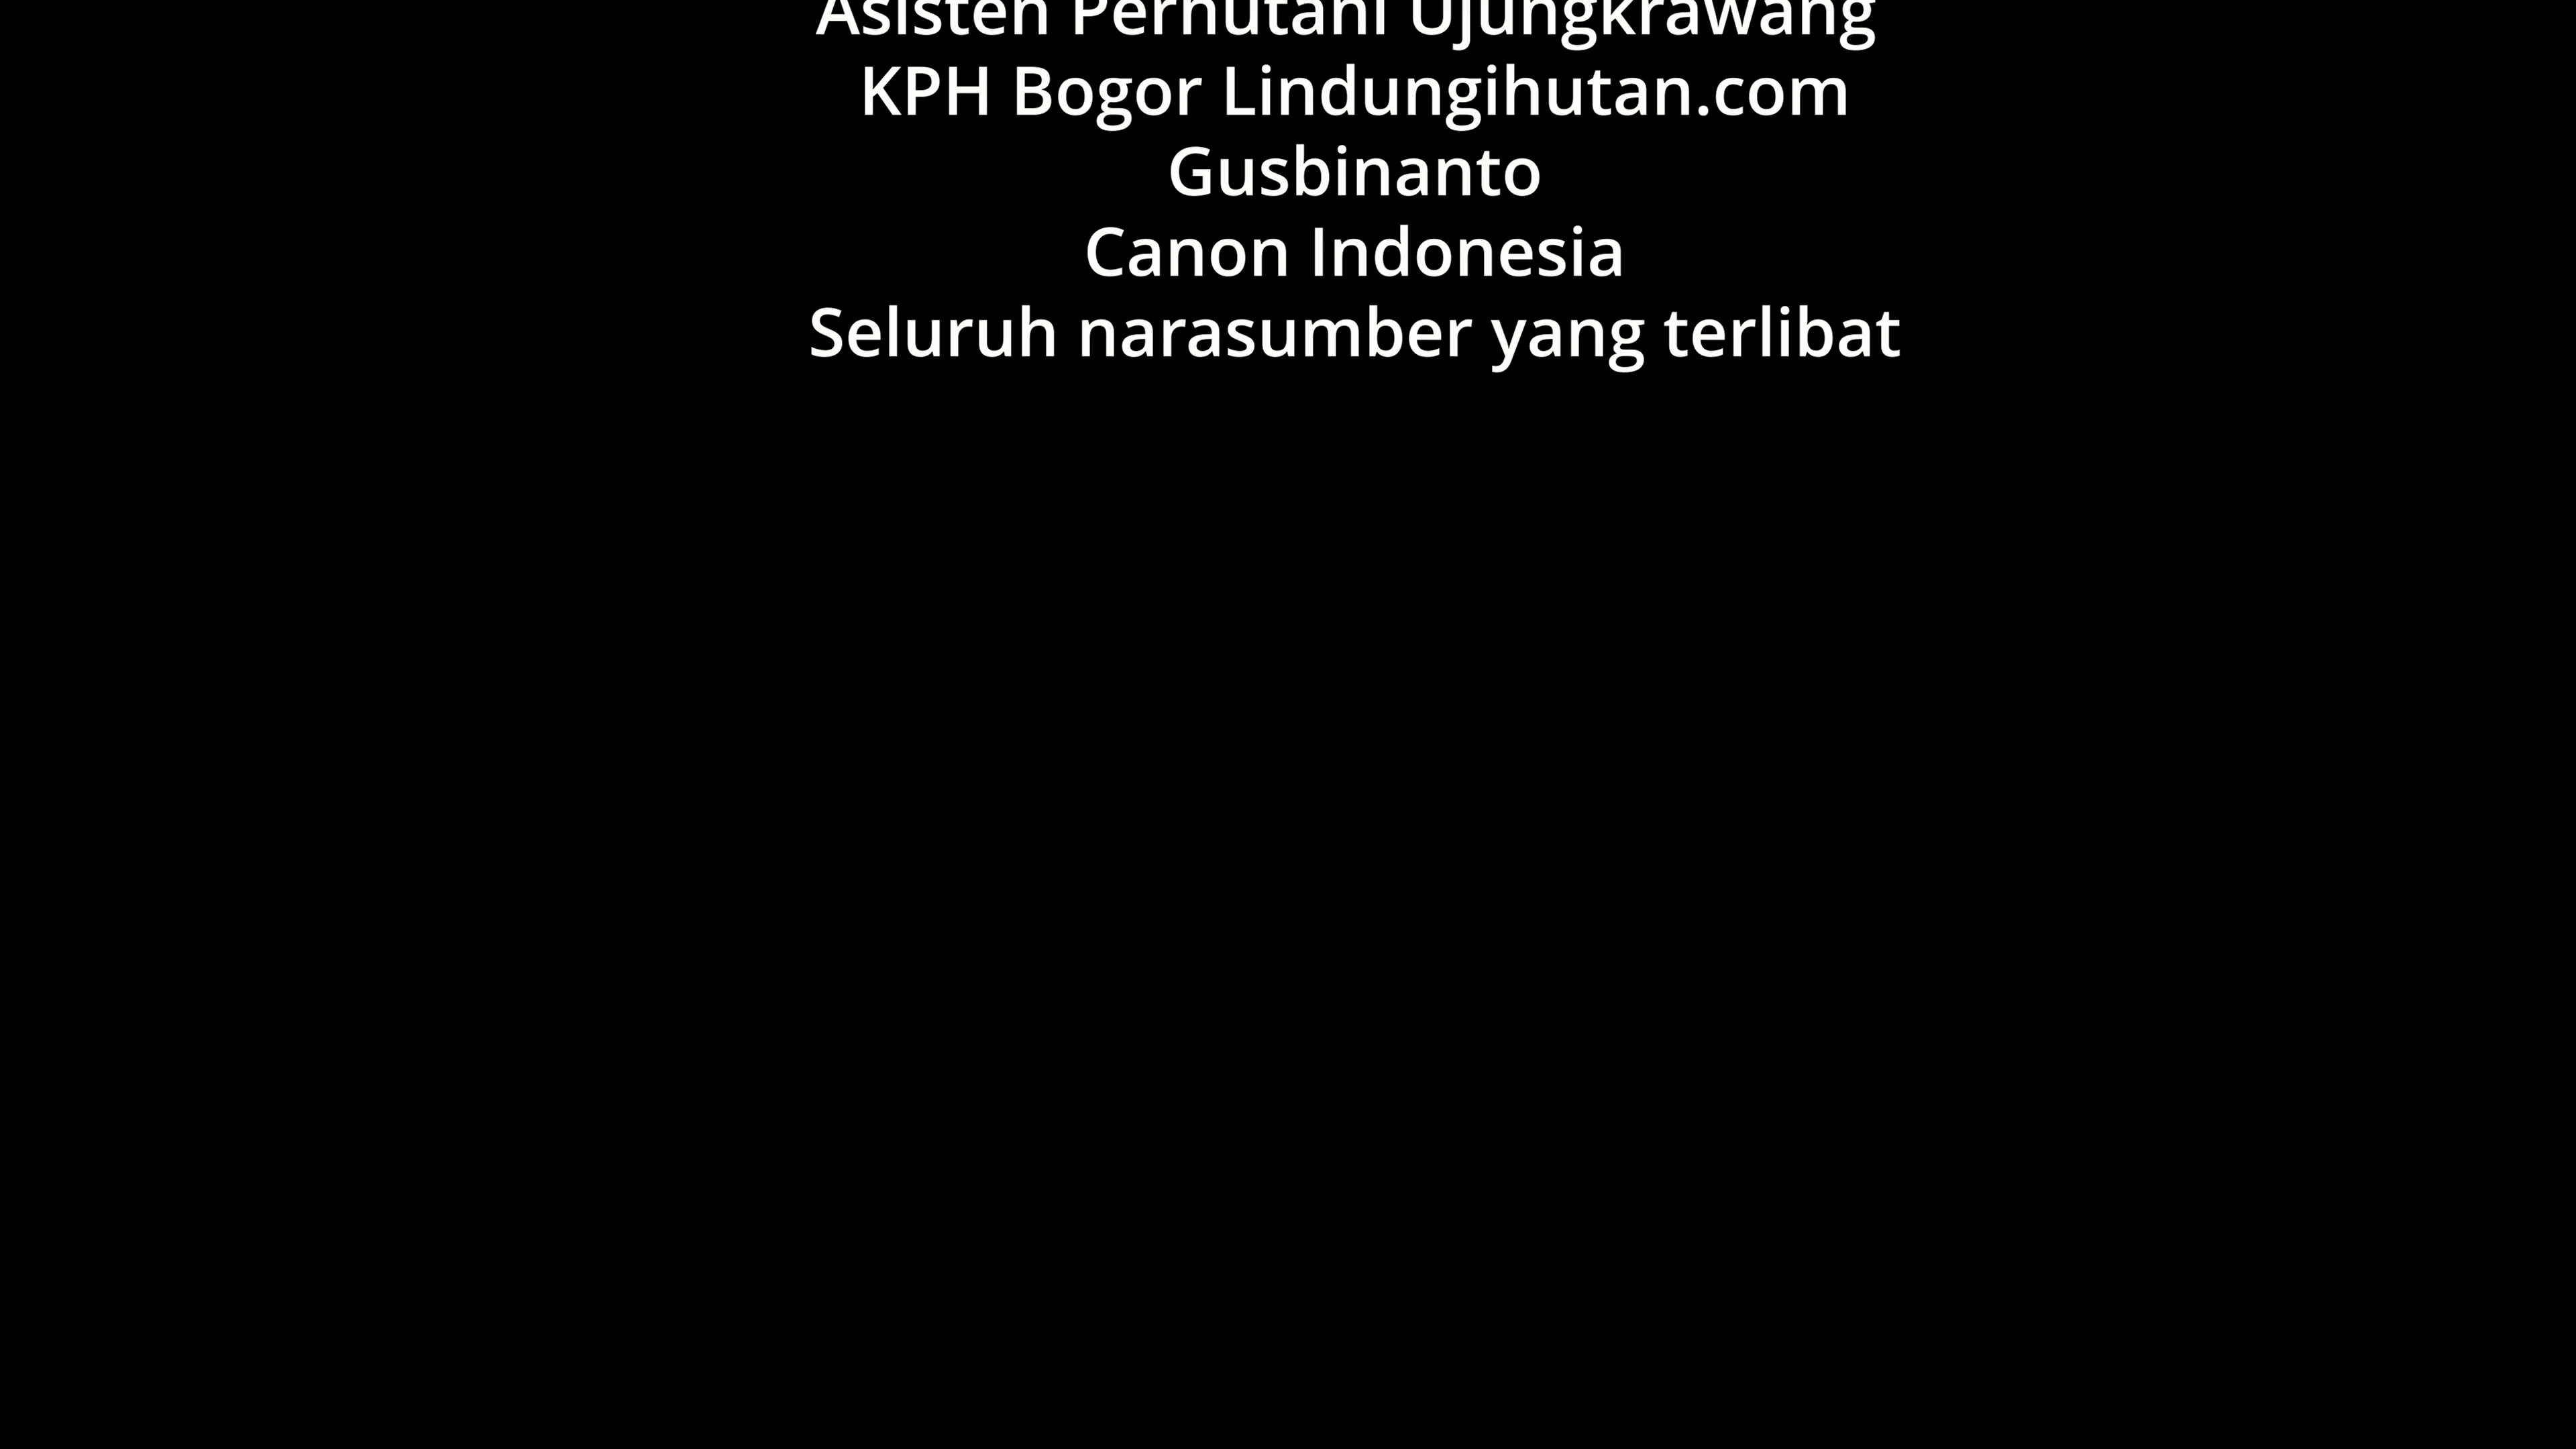 Asisten Perhutani Ujungkrawang
KPH Bogor Lindungihutan.com
Gusbinanto
Canon Indonesia
Seluruh narasumber yang terlibat